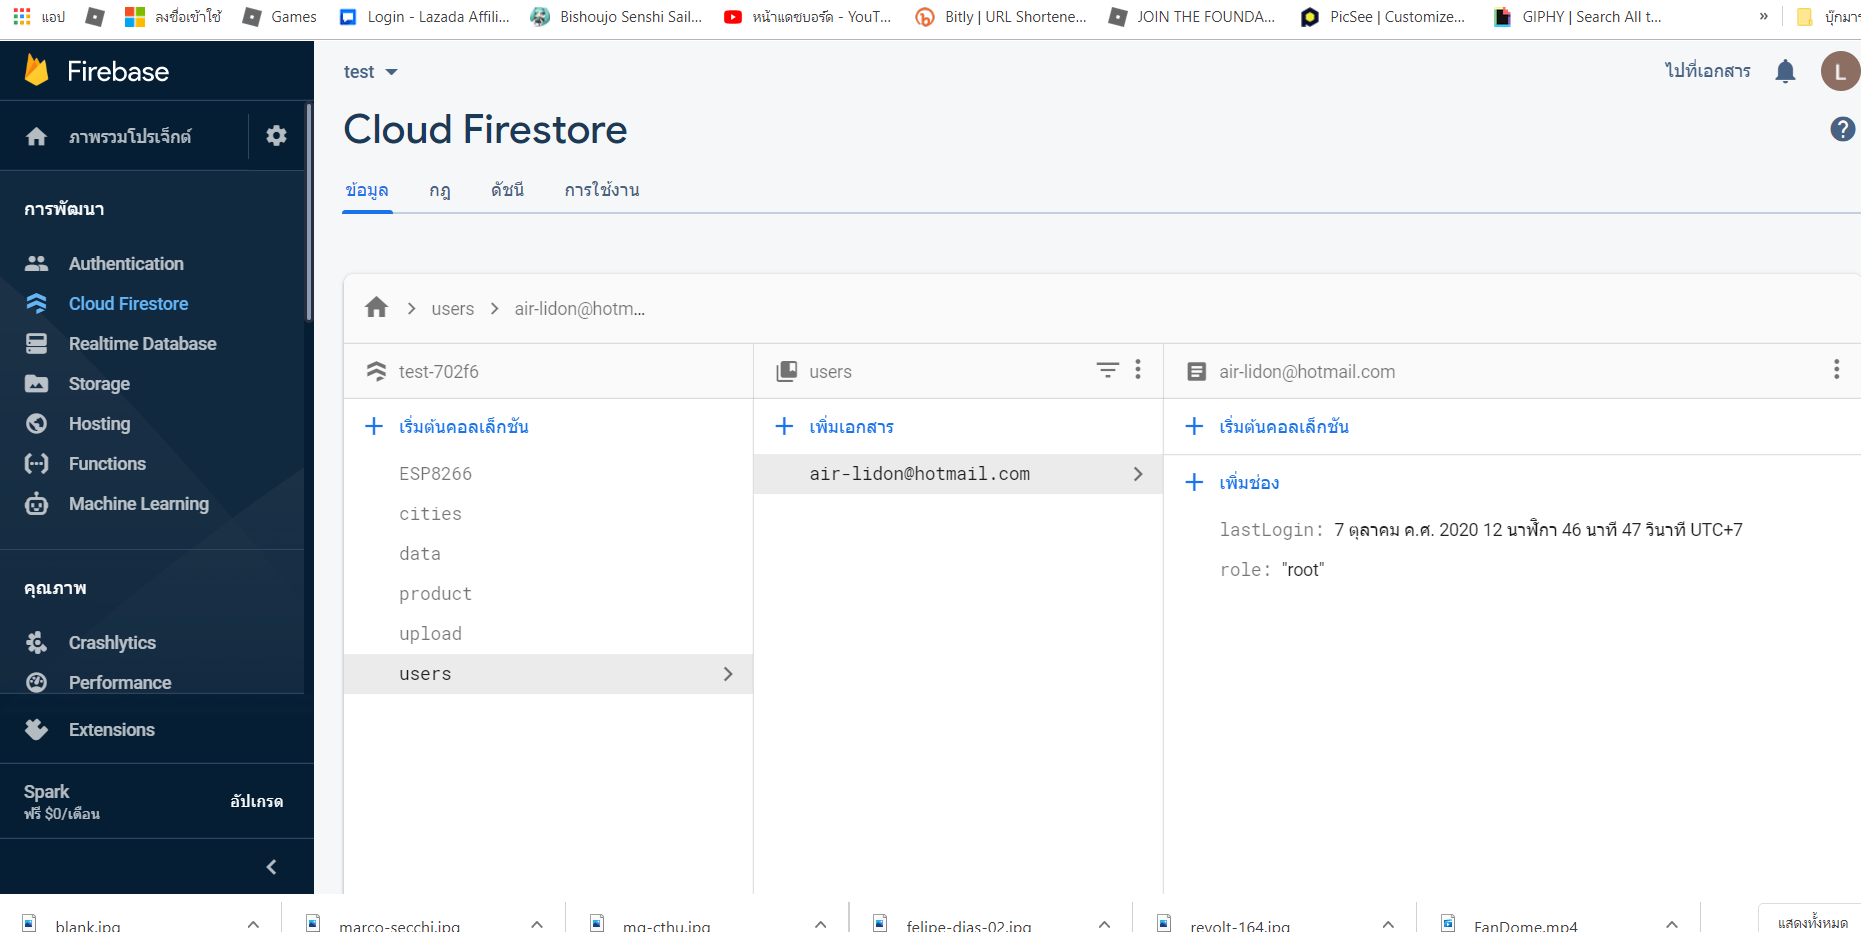 แอป
ลงชื่อเข้าใช้
Games
Login - Lazada Affili...
Bishoujo Senshi Sail...
หน้าแดชบอร์ด - YouT...
Bitly | URL Shortene...
JOIN THE FOUNDA...
PicSee | Customize...
GIPHY | Search All t...
»
Firebase
test
ไปที่เอกสาร
L
ภาพรวมโปรเจ็กต์
Cloud Firestore
?
ข้อมูล
กฎ
ดัชนี
การใช้งาน
การพัฒนา
Authentication
Cloud Firestore
Realtime Database
Storage
Hosting
Functions
Machine Learning
คุณภาพ
Crashlytics
Performance
Extensions
Spark
ฟรี $0/เดือน
อัปเกรด
users
air-lidon@hotm...
test-702f6
เริ่มต้นคอลเล็กชัน
ESP8266
cities
data
product
upload
users
users
เพิ่มเอกสาร
air-lidon@hotmail.com
air-lidon@hotmail.com
เริ่มต้นคอลเล็กชัน
เพิ่มช่อง
lastLogin: 7 ตุลาคม ค.ศ. 2020 12 นาฬิกา 46 นาที 47 วินาที UTC+7
role: "root"
blank.jpg
marco-secchi.jpg
mg-cthu.jpg
felipe-dias-02.jpg
revolt-164.jpg
FanDome.mp4
แสดงทั้งหมด